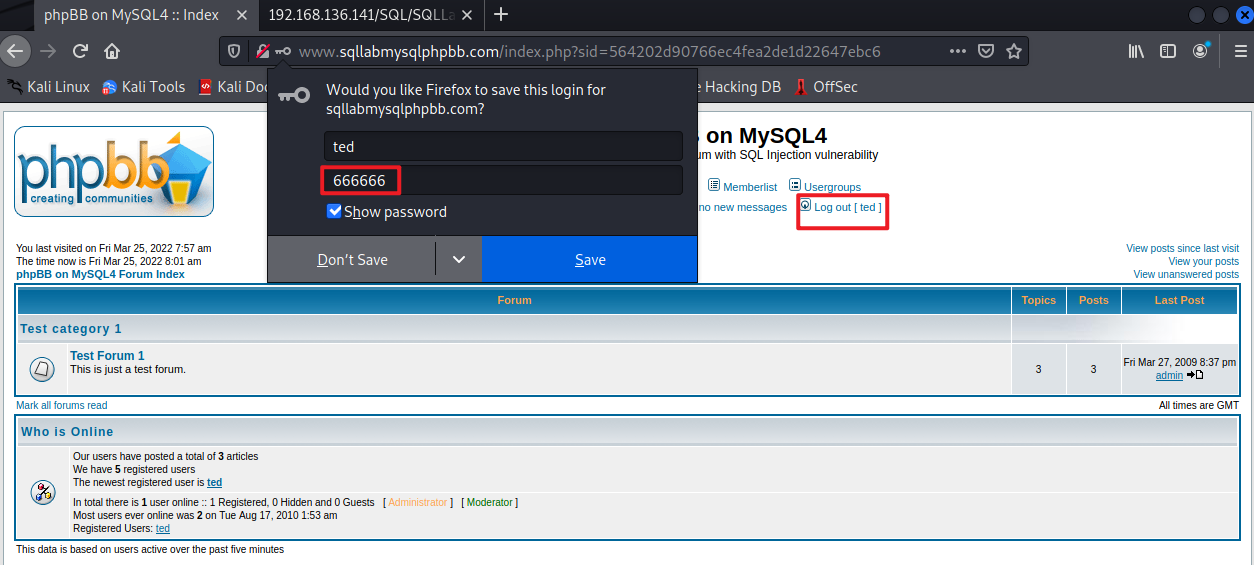 phpBB on MySQL4 :: Index
192.168.136.141/SQL/SQLLa
www.sqllabmysqlphpbb.com/index.php?sid=564202d90766ec4fea2de1d22647ebc6
Kali Linux Kali Tools Kali Doc e Hacking DB OffSec
Would you like Firefox to save this login for
sqllabmysqlphpbb.com?
ted
666666
Show password
Don't Save
Save
phpBB
creating communities
on MySQL4
um with SQL Injection vulnerability
Memberlist Usergroups
no new messages Log out [ ted ]
You last visited on Fri Mar 25, 2022 7:57 am
The time now is Fri Mar 25, 2022 8:01 am
phpBB on MySQL4 Forum Index
View posts since last visit
View your posts
View unanswered posts
Forum Topics Posts Last Post
Test category 1
Test Forum 1
This is just a test forum.
3 3
Fri Mar 27, 2009 8:37 pm
admin
Mark all forums read
All times are GMT
Who is Online
Our users have posted a total of 3 articles
We have 5 registered users
The newest registered user is ted
In total there is 1 user online :: 1 Registered, 0 Hidden and 0 Guests [ Administrator ] [ Moderator ]
Most users ever online was 2 on Tue Aug 17, 2010 1:53 am
Registered Users: ted
This data is based on users active over the past five minutes